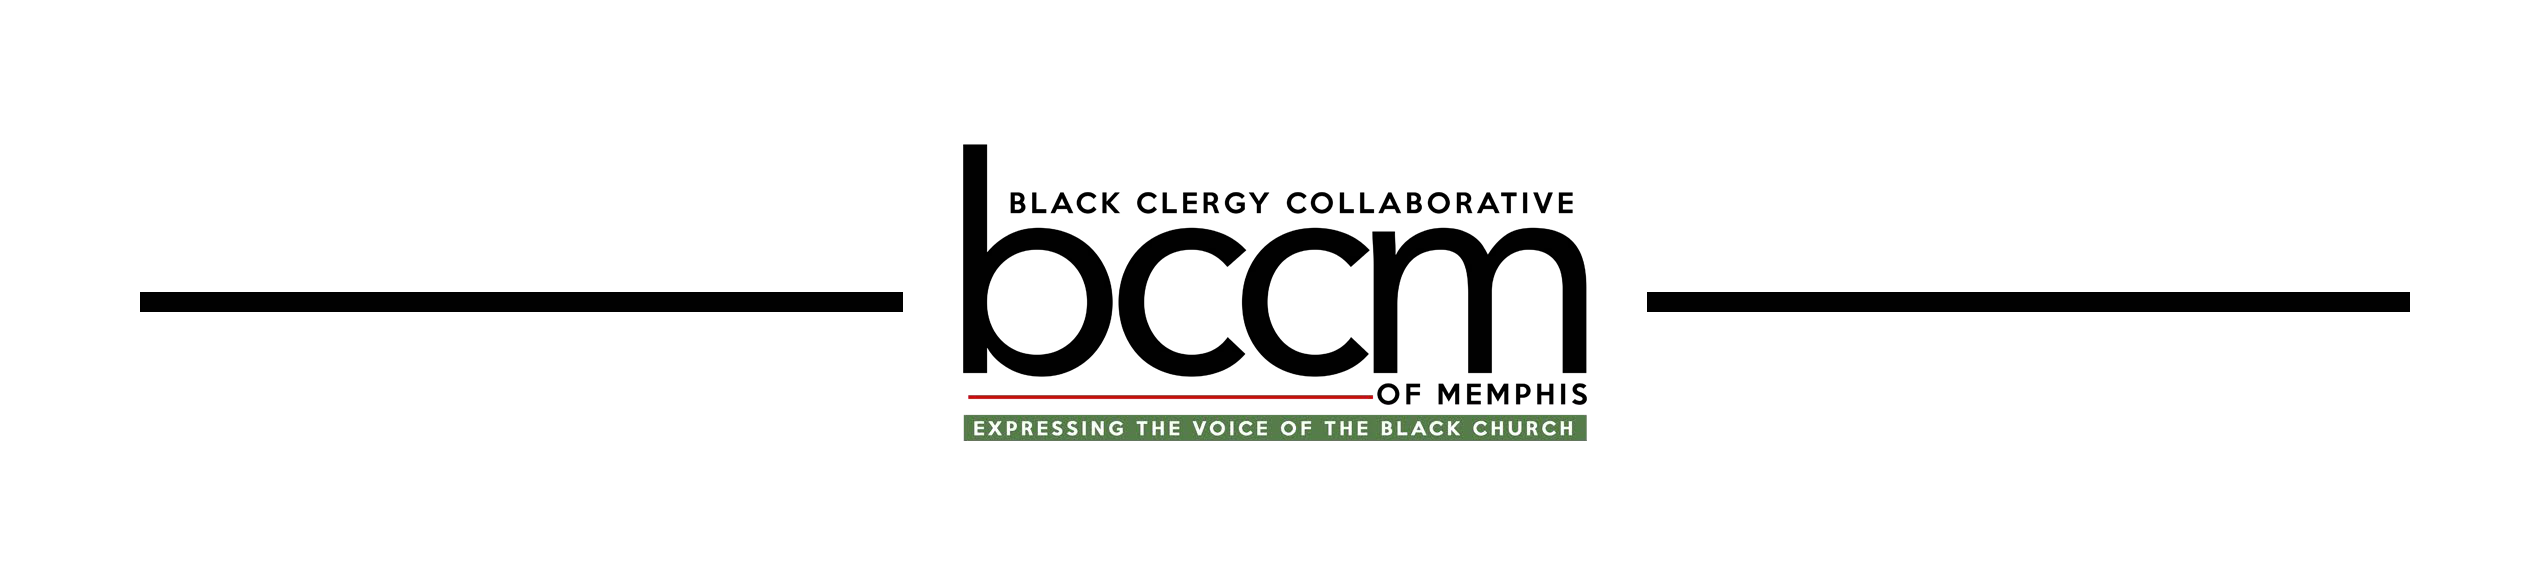 BLACK CLERGY COLLABORATIVE
bccm
OF MEMPHIS
EXPRESSING THE VOICE OF THE BLACK CHURCH